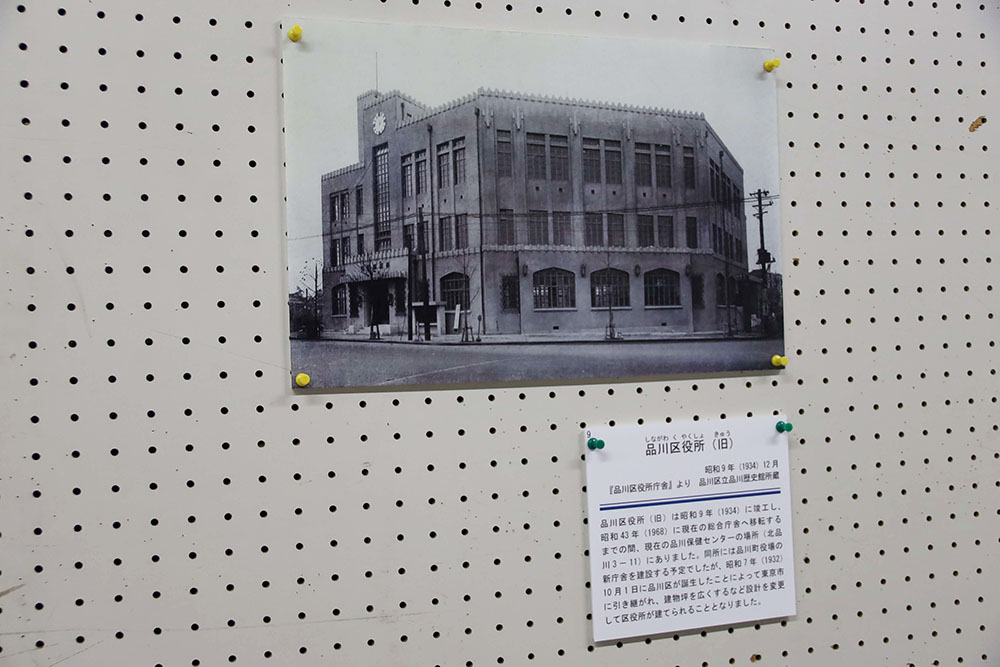 9
しながわ く やくしょ きゅう
品川区役所（旧）
昭和9年（1934）12月
『品川区役所庁舎』より 品川区立品川歴史館所蔵
品川区役所（旧）は昭和9年（1934）に竣工し、
昭和43年（1968）に現在の総合庁舎へ移転する
までの間、現在の品川保健センターの場所（北品
川3－11）にありました。同所には品川町役場の
新庁舎を建設する予定でしたが、昭和7年（1932）
10月1日に品川区が誕生したことによって東京市
に引き継がれ、建物坪を広くするなど設計を変更
して区役所が建てられることとなりました。